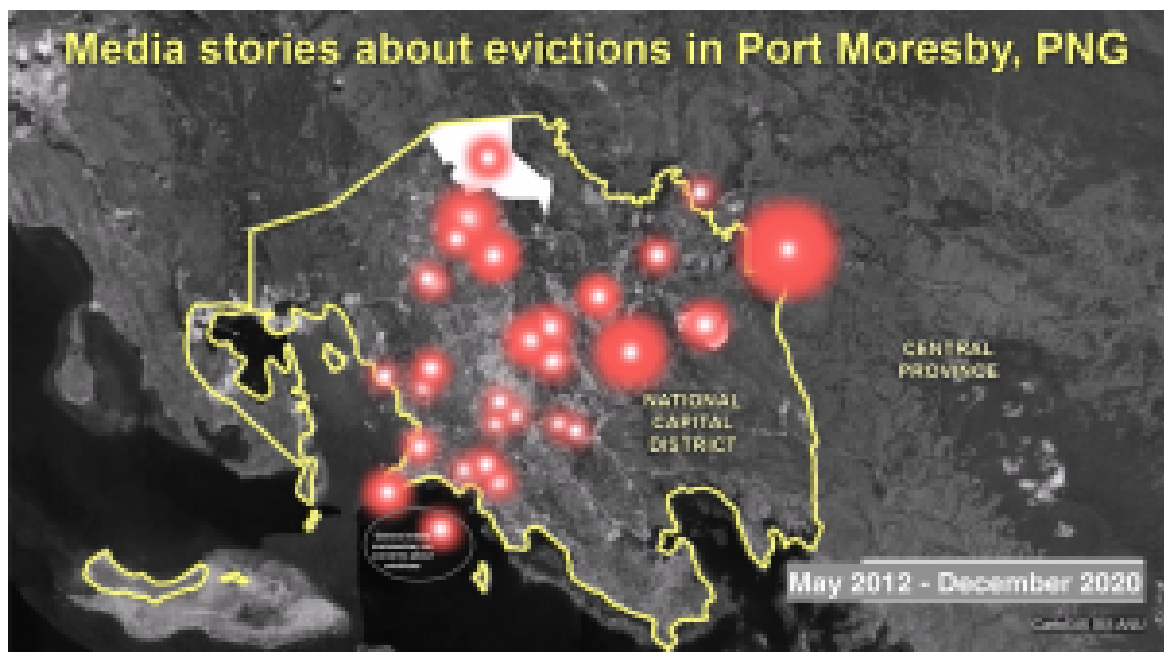 Media stories about evictions in Port Moresby, PNG
CENTRAL
PROVINCE
NATIONAL
CAPITAL
DISTRICT
May 2012 - December 2020